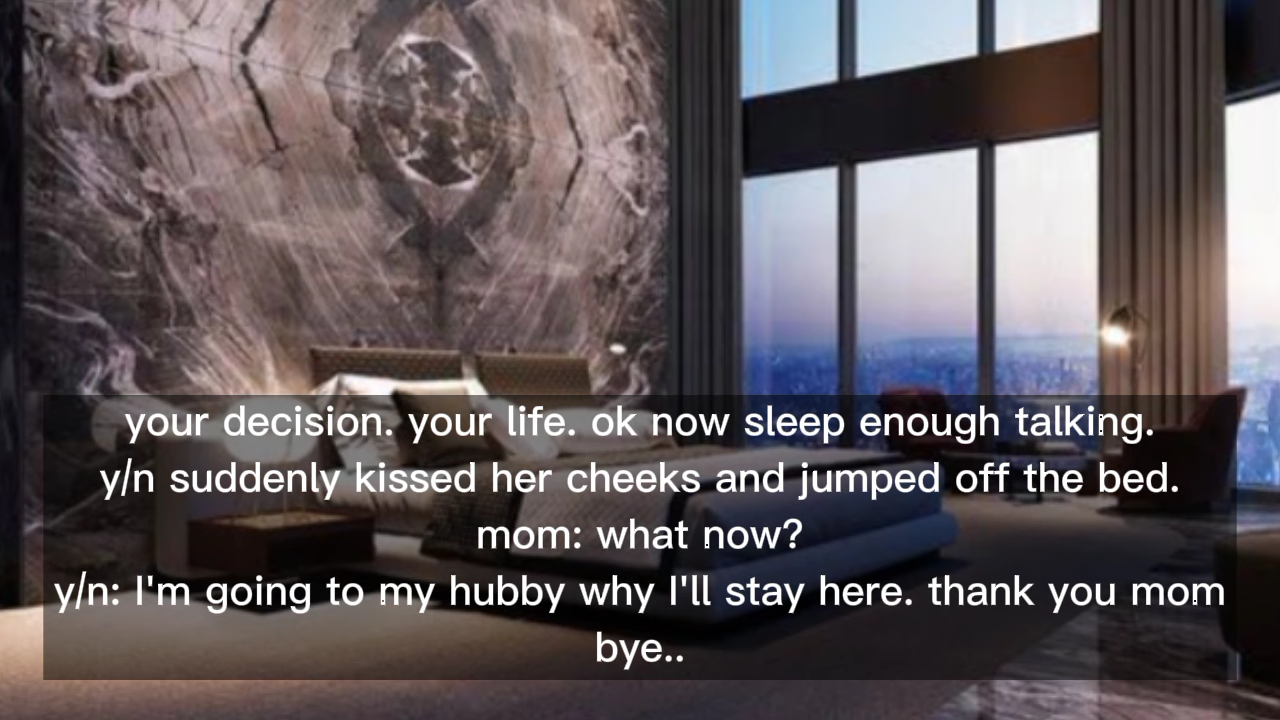 your decision. your life. ok now sleep enough talking.
y/n suddenly kissed her cheeks and jumped off the bed.
mom: what now?
y/n: I'm going to my hubby why I'll stay here. thank you mom
bye..